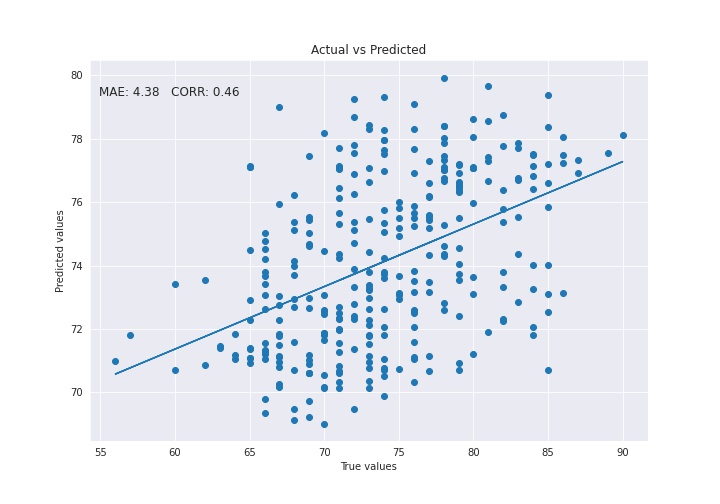 Actual vs Predicted
MAE: 4.38   CORR: 0.46
Predicted values
80
78
76
74
72
70
55 60 65 70 75 80 85 90
True values